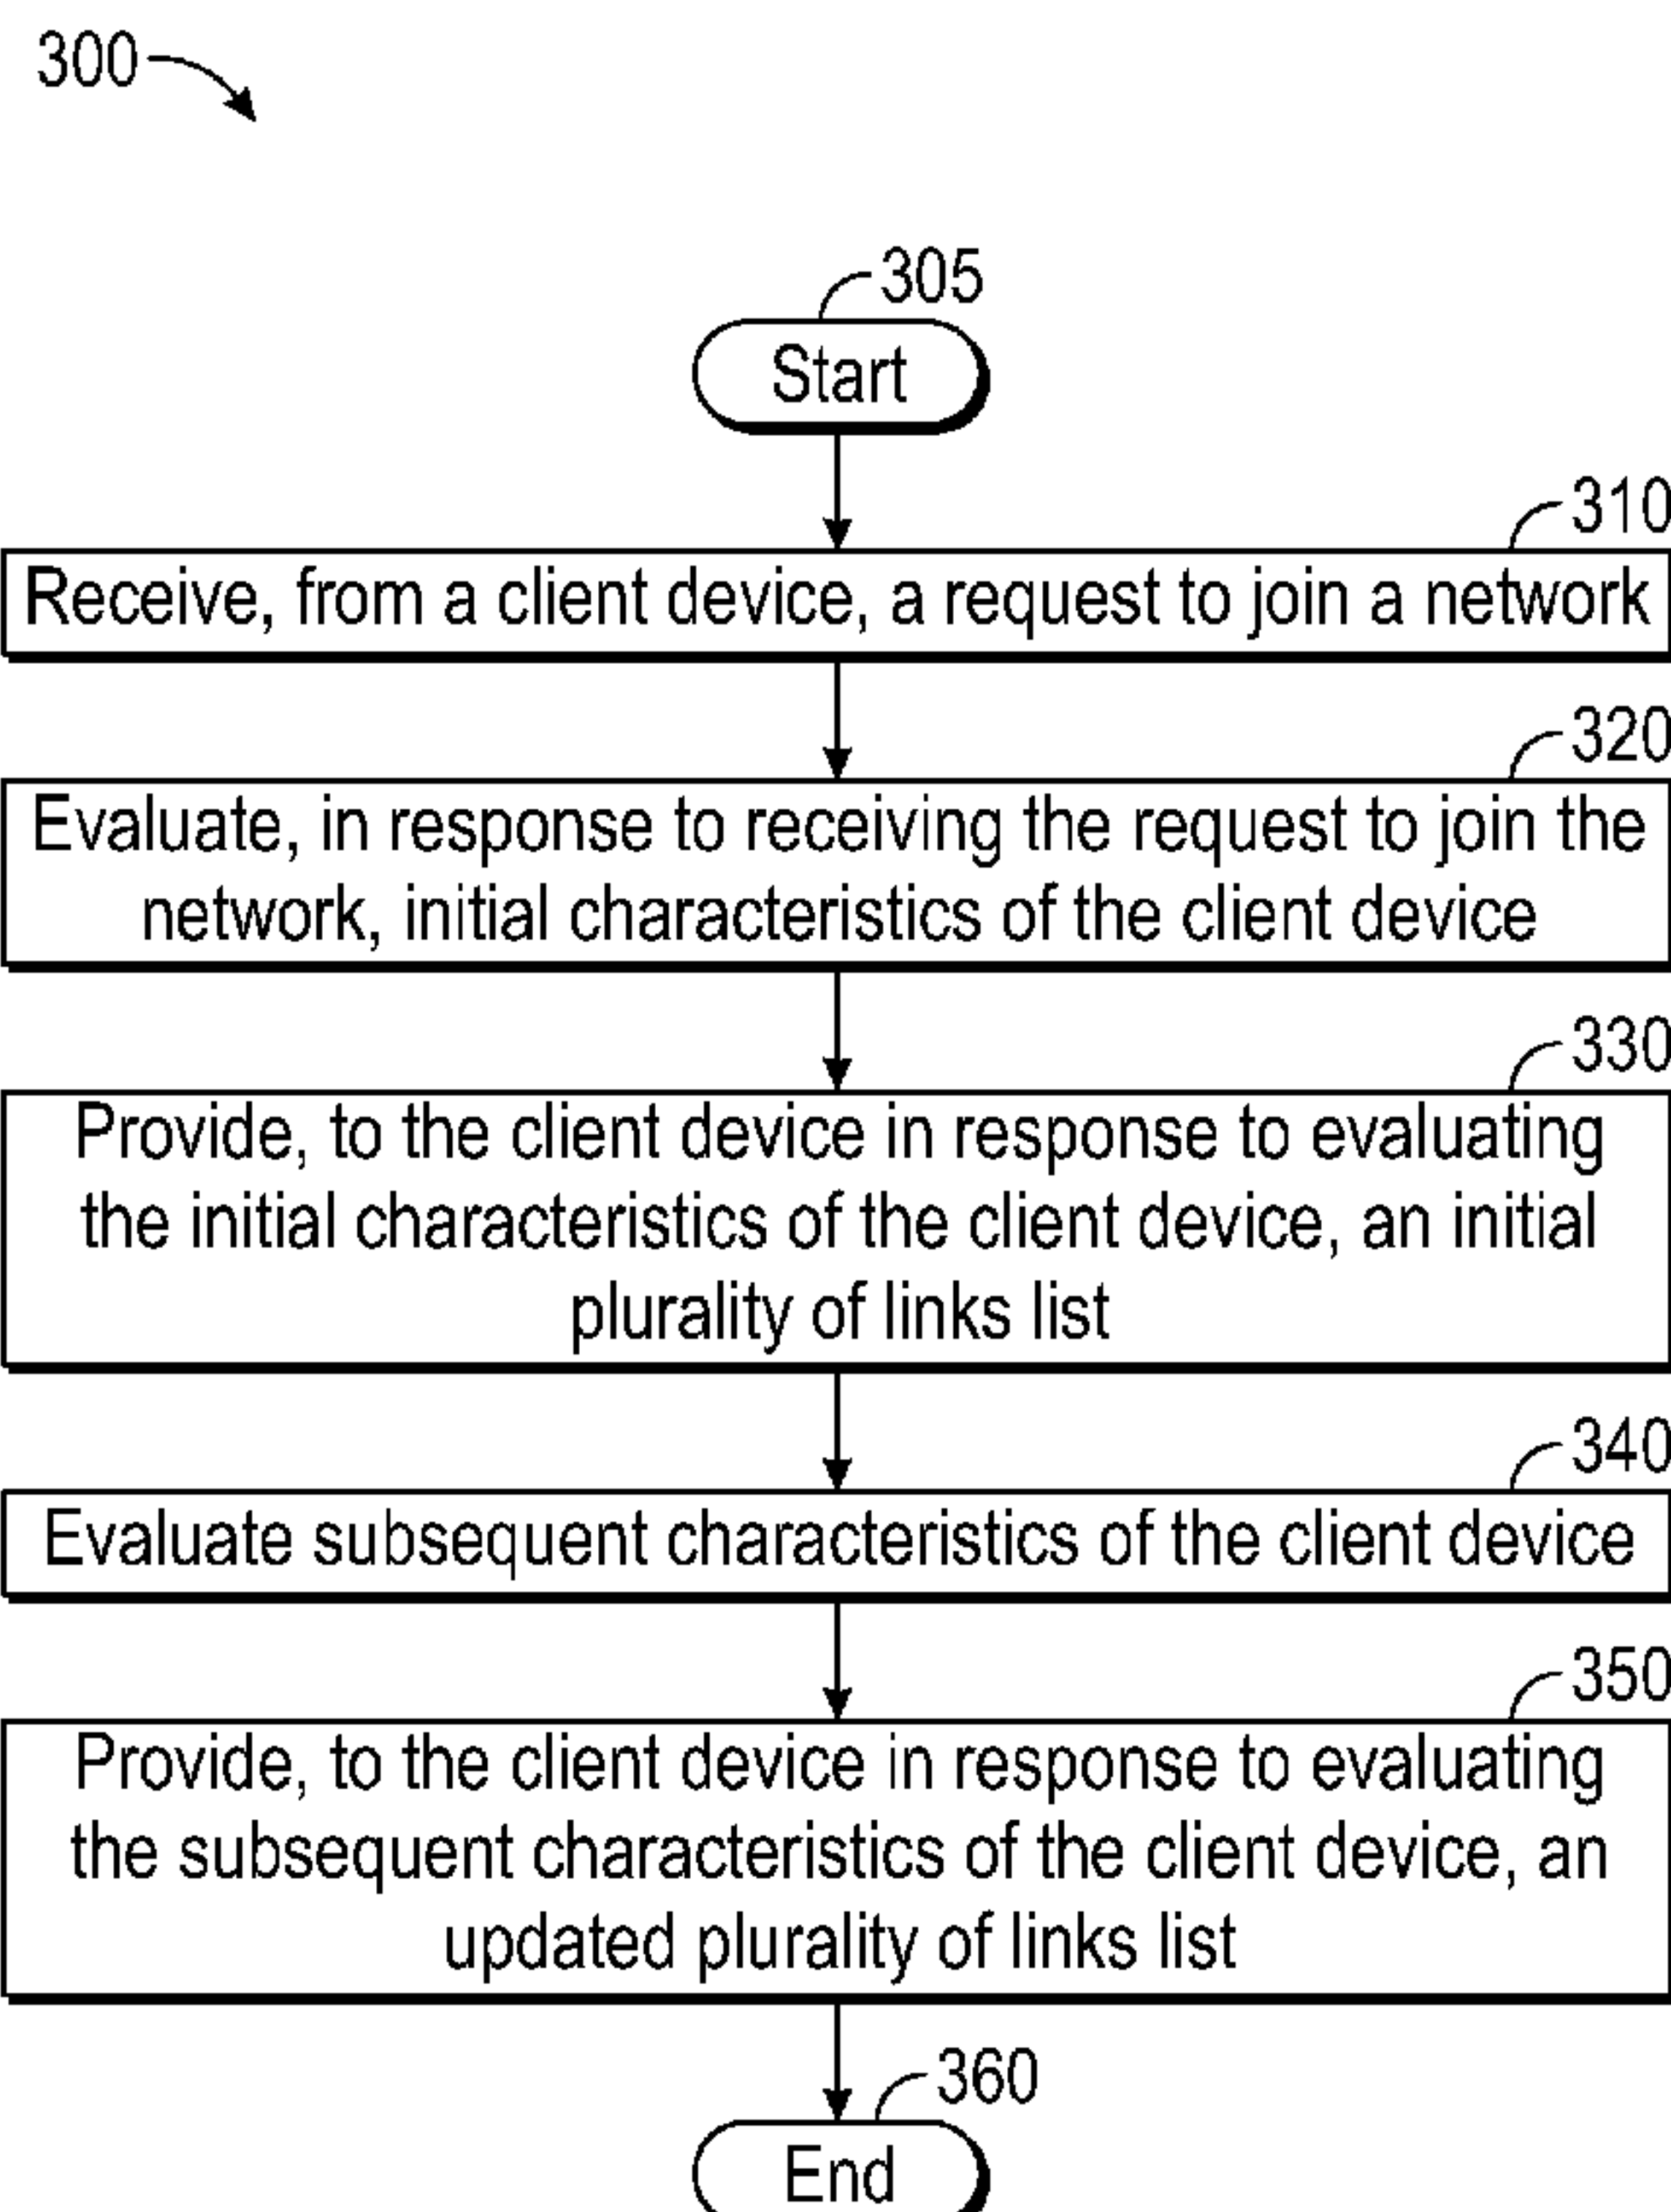 300
305
Start
310
Receive, from a client device, a request to join a network
320
Evaluate, in response to receiving the request to join the
network, initial characteristics of the client device
330
Provide, to the client device in response to evaluating
the initial characteristics of the client device, an initial
plurality of links list
340
Evaluate subsequent characteristics of the client device
350
Provide, to the client device in response to evaluating
the subsequent characteristics of the client device, an
updated plurality of links list
360
End